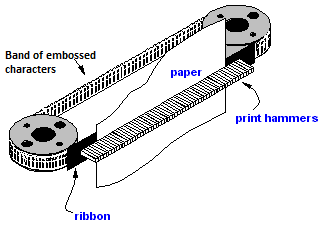 Band of embossed
characters
paper
print hammers
ribbon